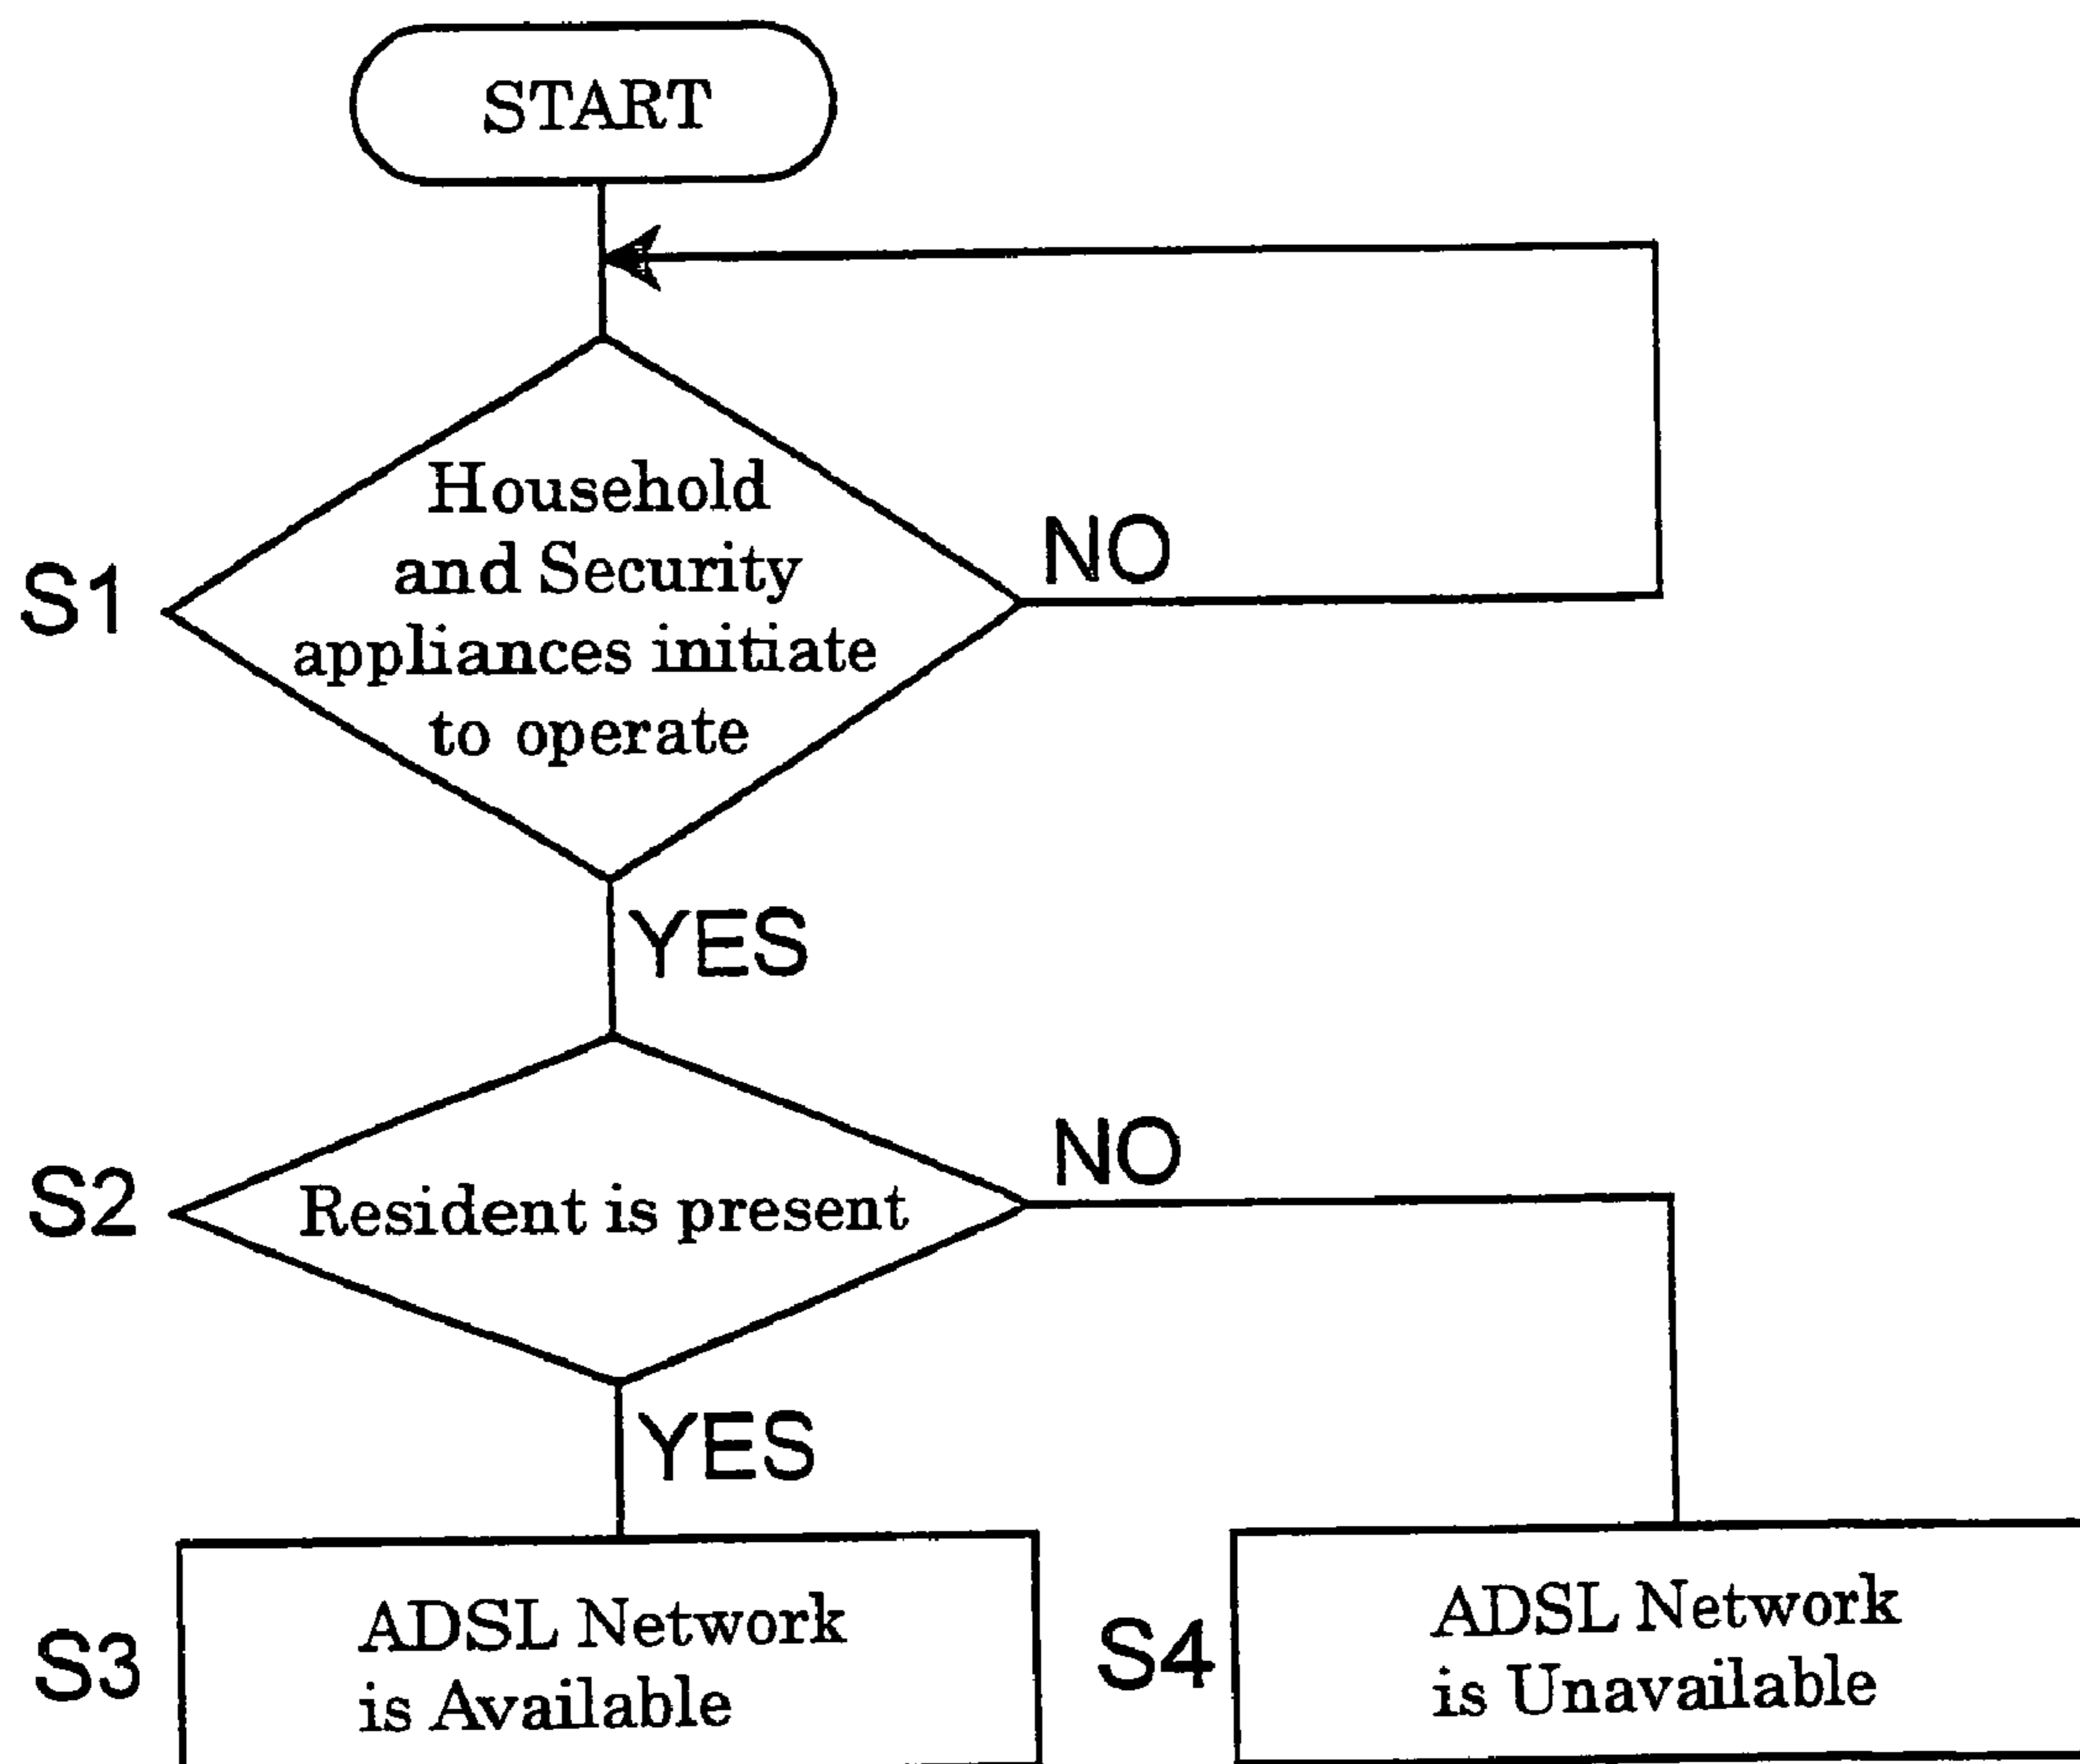 START
S1
Household
and Security
appliances initiate
to operate
NO
YES
S2
Resident is present
NO
YES
S3
ADSL Network
is Available
S4
ADSL Network
is Unavailable